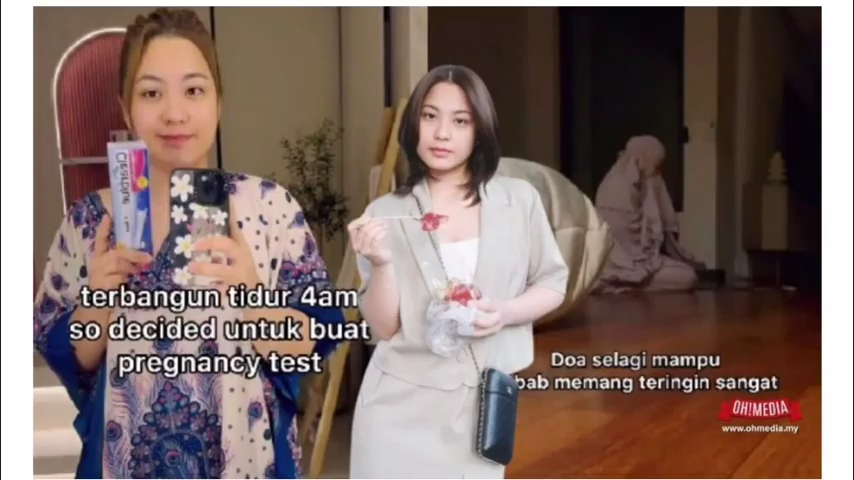 Clearblue
terbangun tidur 4am
so decided untuk buat
pregnancy test
Doa selagi mampu
bab memang teringin sangat
OH!MEDIA
www.ohmedia.my